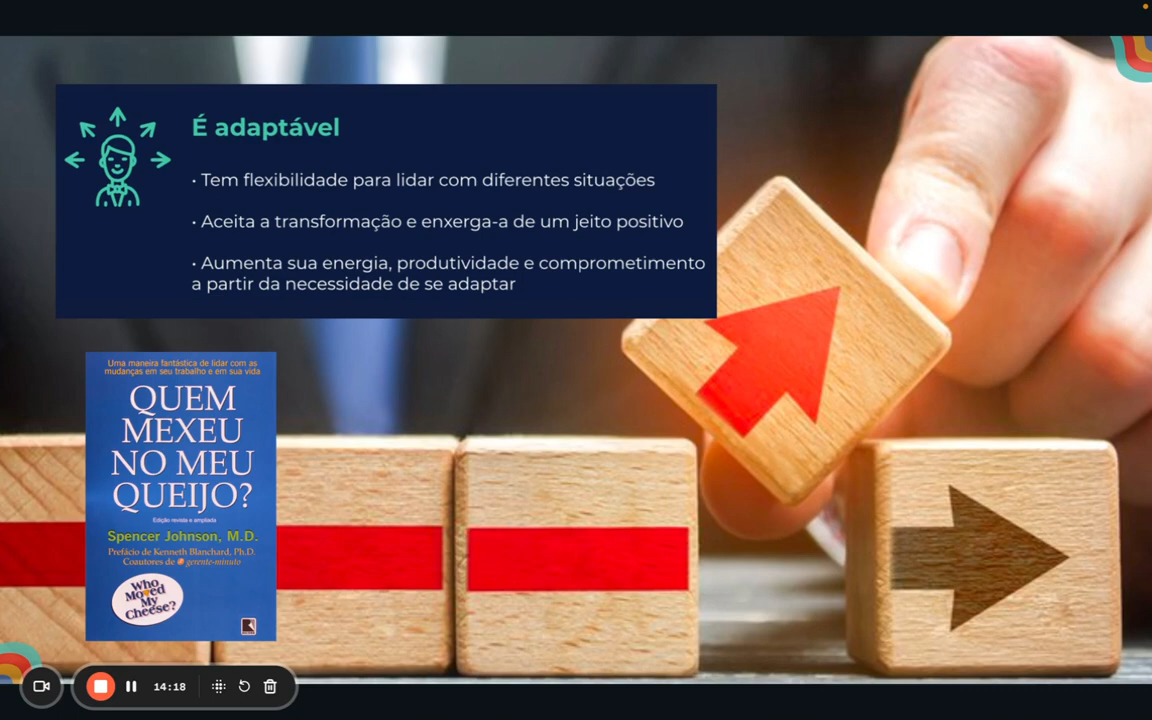 É adaptável
• Tem flexibilidade para lidar com diferentes situações
• Aceita a transformação e enxerga-a de um jeito positivo
• Aumenta sua energia, produtividade e comprometimento
a partir da necessidade de se adaptar
Uma maneira fantástica de lidar com as
mudanças em seu trabalho e em sua vida
QUEM
MEXEU
NO MEU
QUEIJO?
Edição revista e ampliada
Spencer Johnson, M.D.
Prefácio de Kenneth Blanchard, Ph.D.
Coautores de O gerente-minuto
Who
Moved
My
Cheese?
14:18